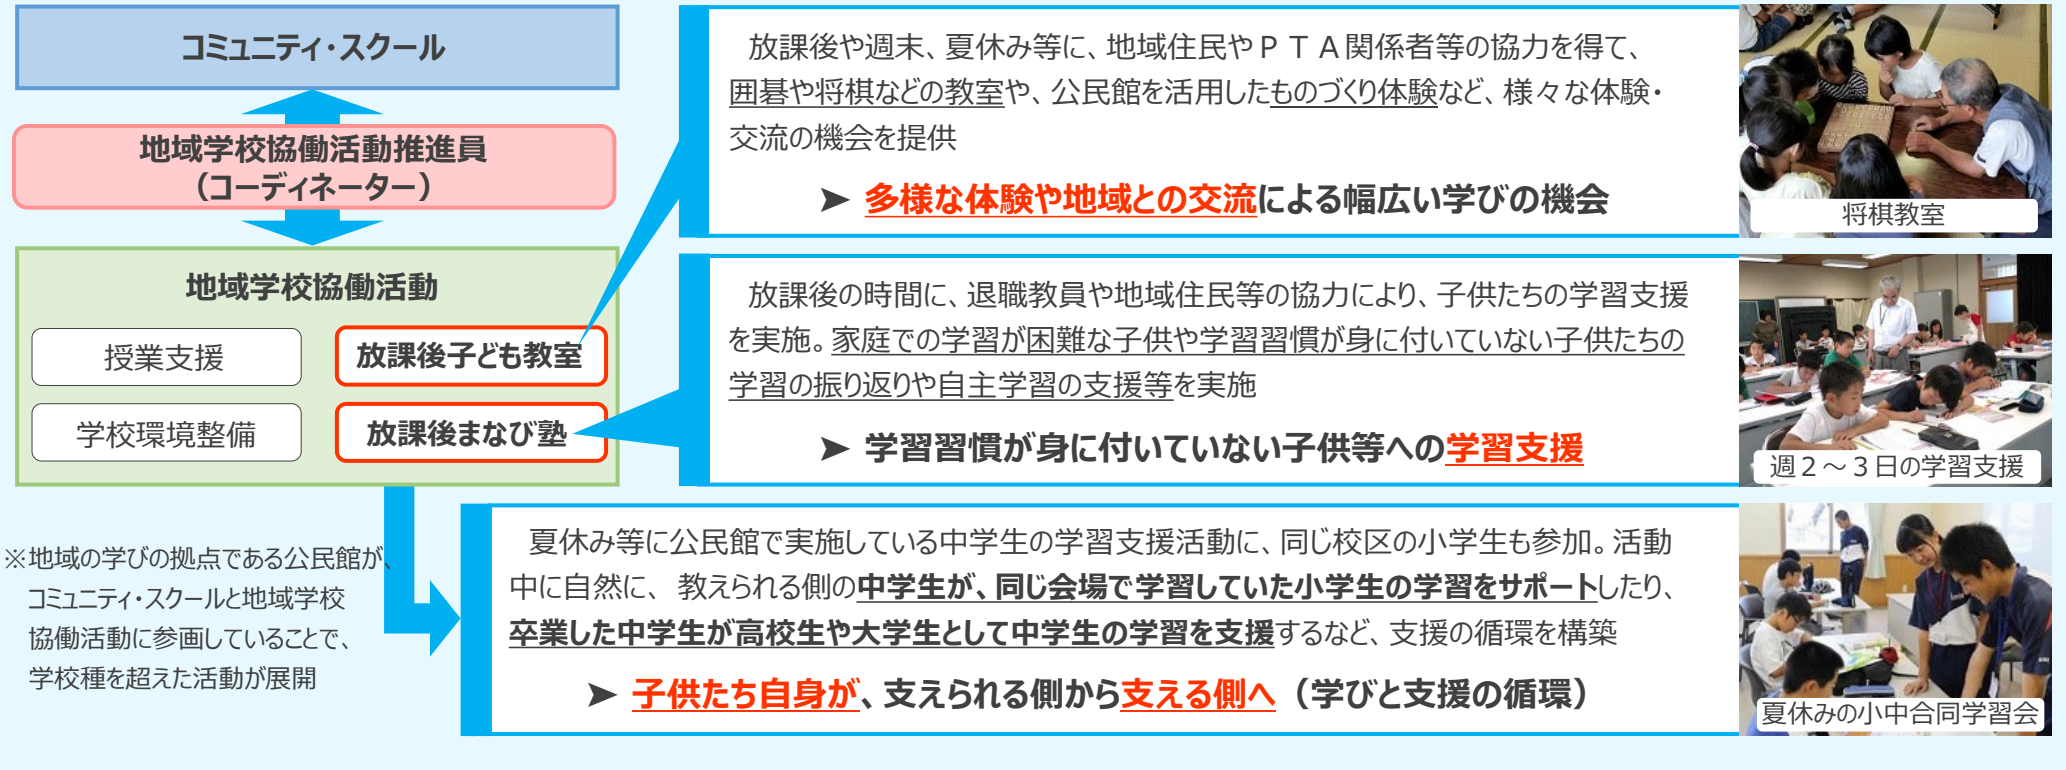 コミュニティ・スクール
地域学校協働活動推進員
（コーディネーター）
地域学校協働活動
授業支援
放課後子ども教室
学校環境整備
放課後まなび塾
※地域の学びの拠点である公民館が、
コミュニティ・スクールと地域学校
協働活動に参画していることで、
学校種を超えた活動が展開
放課後や週末、夏休み等に、地域住民やＰＴＡ関係者等の協力を得て、
囲碁や将棋などの教室や、公民館を活用したものづくり体験など、様々な体験・
交流の機会を提供
➤ 多様な体験や地域との交流による幅広い学びの機会
将棋教室
放課後の時間に、退職教員や地域住民等の協力により、子供たちの学習支援
を実施。家庭での学習が困難な子供や学習習慣が身に付いていない子供たちの
学習の振り返りや自主学習の支援等を実施
➤ 学習習慣が身に付いていない子供等への学習支援
週２～３日の学習支援
夏休み等に公民館で実施している中学生の学習支援活動に、同じ校区の小学生も参加。活動
中に自然に、 教えられる側の中学生が、同じ会場で学習していた小学生の学習をサポートしたり、
卒業した中学生が高校生や大学生として中学生の学習を支援するなど、支援の循環を構築
➤ 子供たち自身が、支えられる側から支える側へ（学びと支援の循環）
夏休みの小中合同学習会